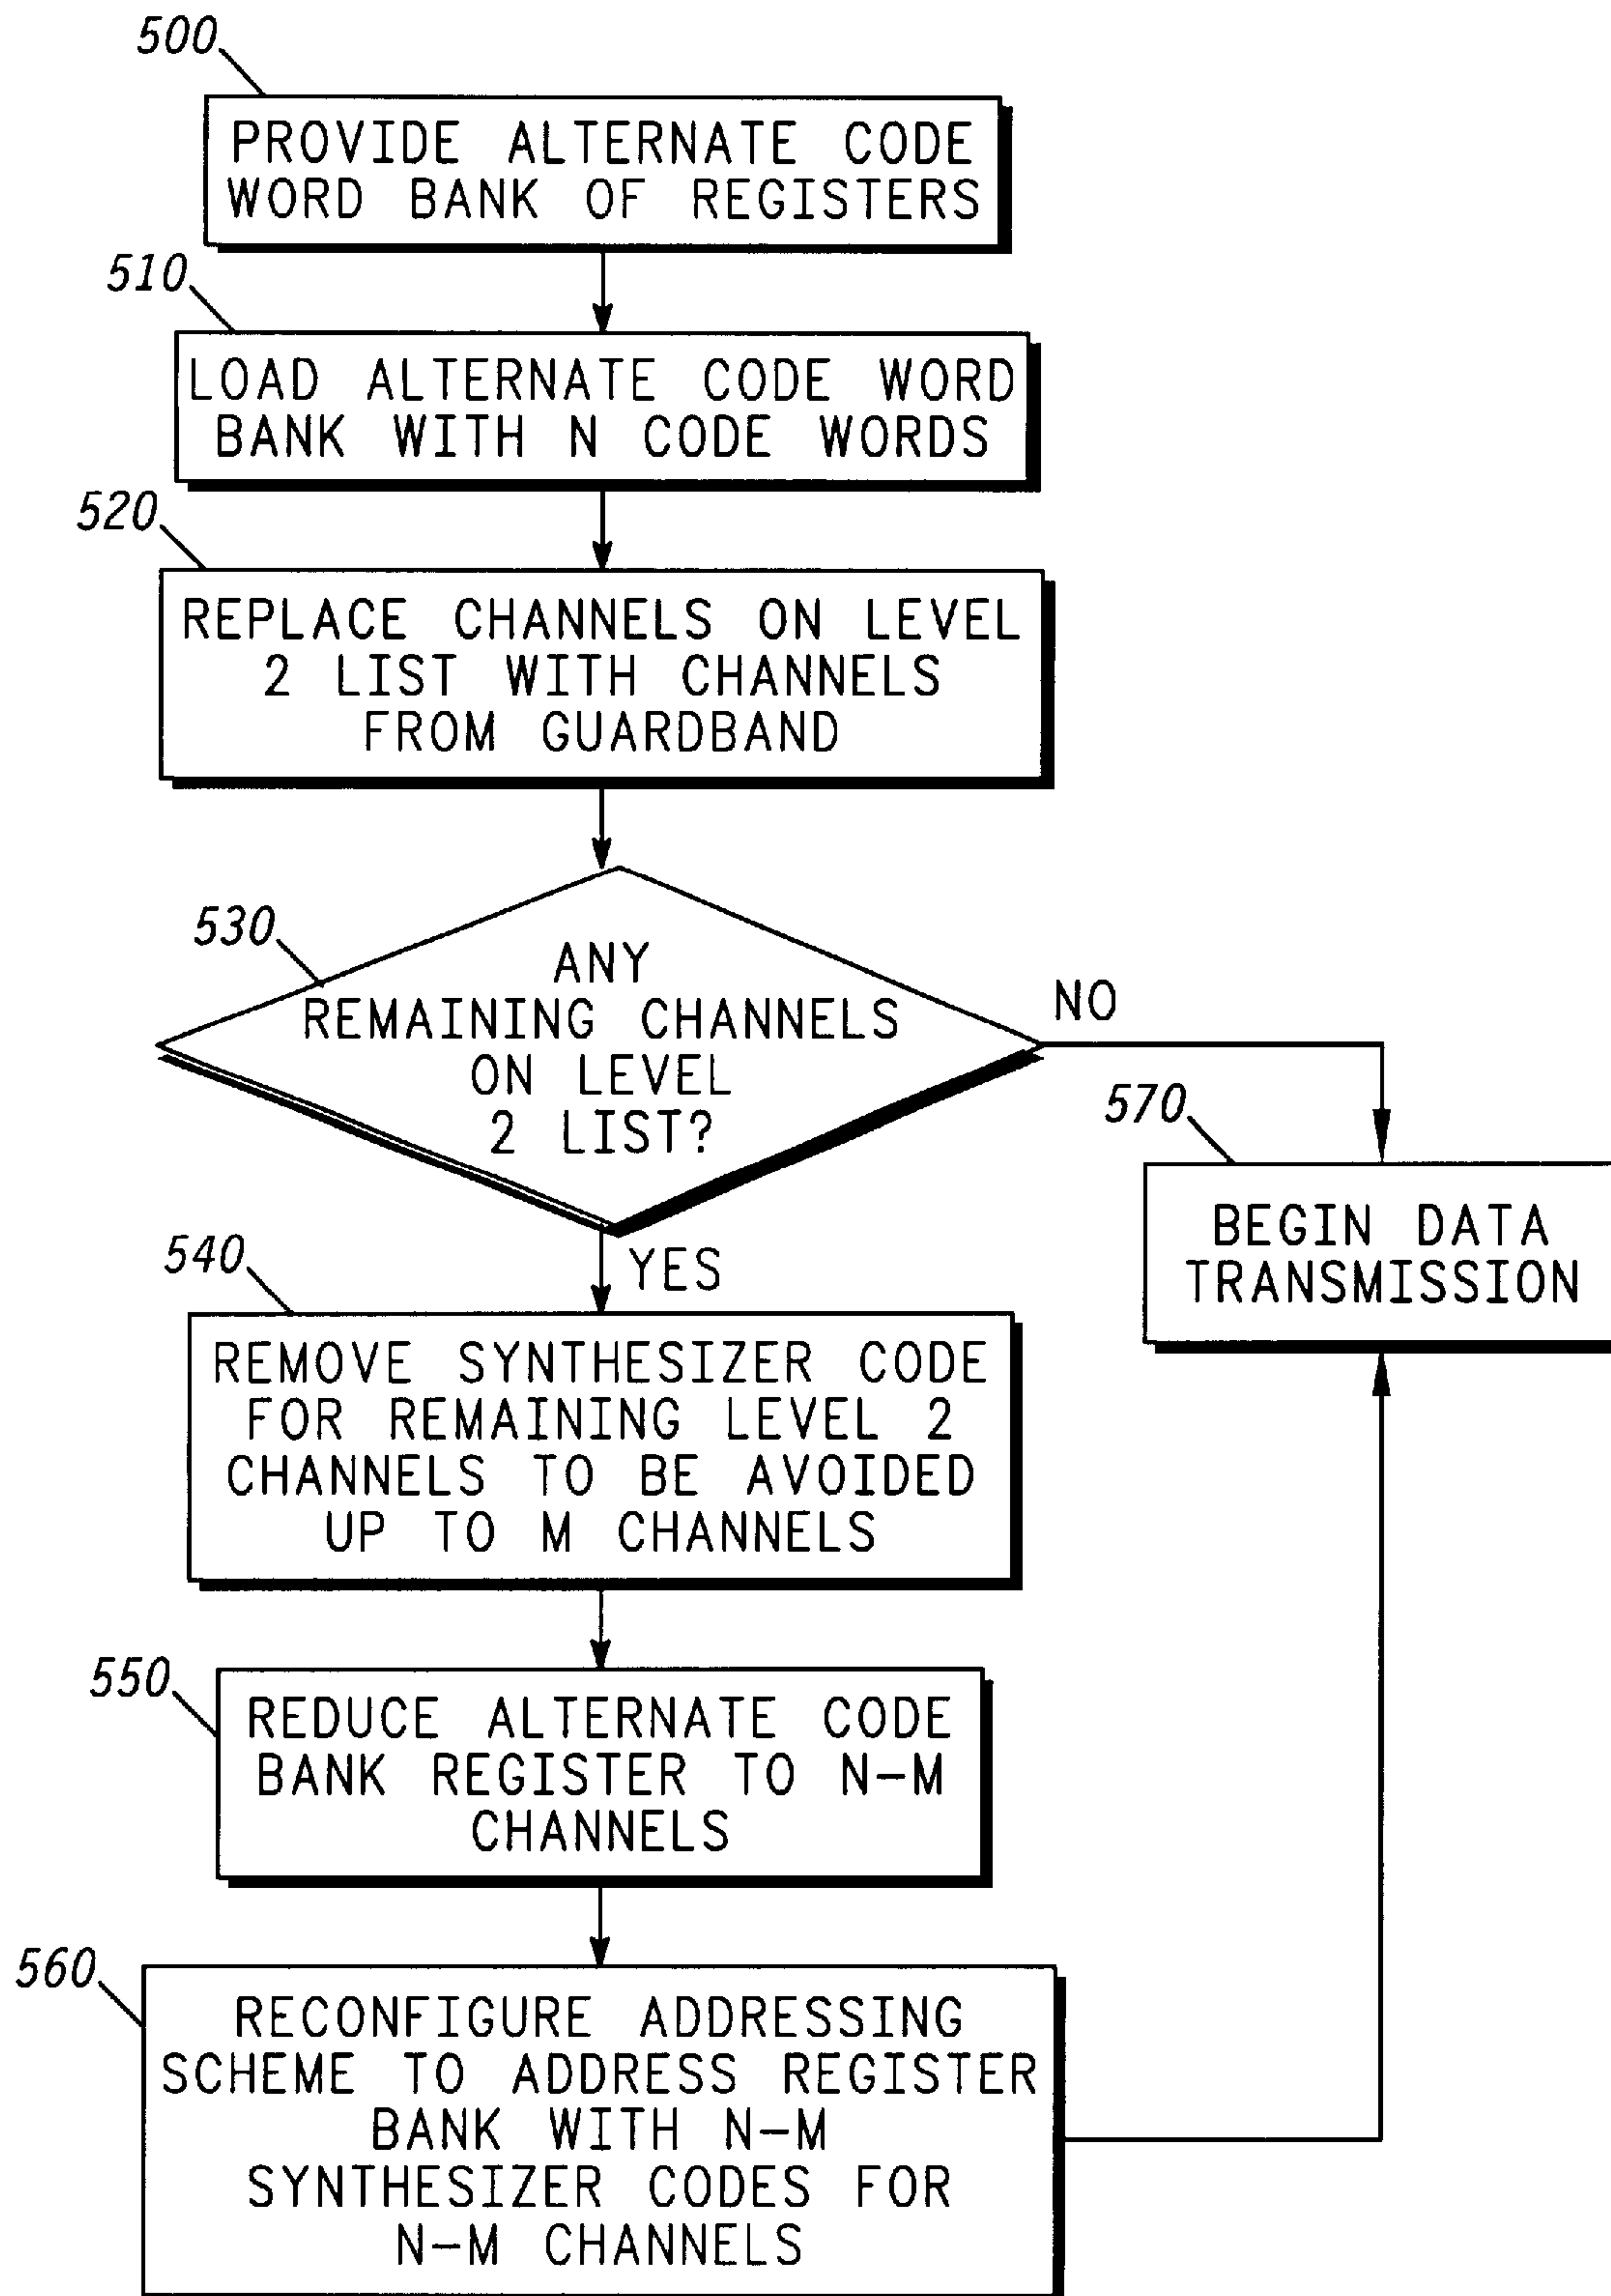 500
PROVIDE ALTERNATE CODE
WORD BANK OF REGISTERS
510
LOAD ALTERNATE CODE WORD
BANK WITH N CODE WORDS
520
REPLACE CHANNELS ON LEVEL
2 LIST WITH CHANNELS
FROM GUARDBAND
530
ANY
REMAINING CHANNELS
ON LEVEL
2 LIST?
NO
570
BEGIN DATA
TRANSMISSION
YES
540
REMOVE SYNTHESIZER CODE
FOR REMAINING LEVEL 2
CHANNELS TO BE AVOIDED
UP TO M CHANNELS
550
REDUCE ALTERNATE CODE
BANK REGISTER TO N-M
CHANNELS
560
RECONFIGURE ADDRESSING
SCHEME TO ADDRESS REGISTER
BANK WITH N-M
SYNTHESIZER CODES FOR
N-M CHANNELS